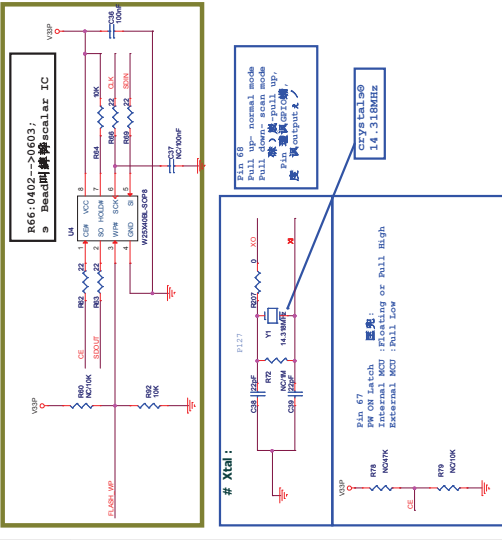 R66:0402-->0603;
Bead
scalar IC
V33P
C36
100nF
10K
R64
CLK
22
R66
SDIN
22
R69
C37
NC/100nF
U4
8
7
6
5
VCC
HOLD#
SCK
SI
CE#
SO
WP#
GND
1
2
3
4
W25X40BL-SOP8
22
R62
22
R63
CE
SDOUT
V33P
R60
NC/10K
R92
10K
FLASH_WP
Pin 68
Pull up- normal mode
Pull down- scan mode
-pull up,
Pin
GPIO
output
crystal
14.318MHz
# Xtal:
P127
XO
0
R207
XI
Y1
14.318MHz
R72
NC/1M
C38
22pF
C39
22pF
Pin 67
PW ON Latch
Internal MCU :Floating or Pull High
External MCU :Pull Low
V33P
R78
NC/47K
CE
R79
NC/10K